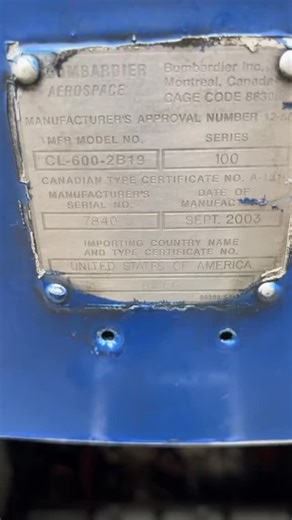 BOMBARDIER
AEROSPACE
Bombardier Inc.,
Montreal, Canada
CAGE CODE
MANUFACTURER'S APPROVAL NUMBER
MFR MODEL NO.
SERIES
CL-600-2B19
100
CANADIAN TYPE CERTIFICATE NO.
MANUFACTURER'S
SERIAL NO.
DATE OF
MANUFACTURE
7840
SEPT. 2003
IMPORTING COUNTRY NAME
AND TYPE CERTIFICATE NO.
UNITED STATES OF AMERICA